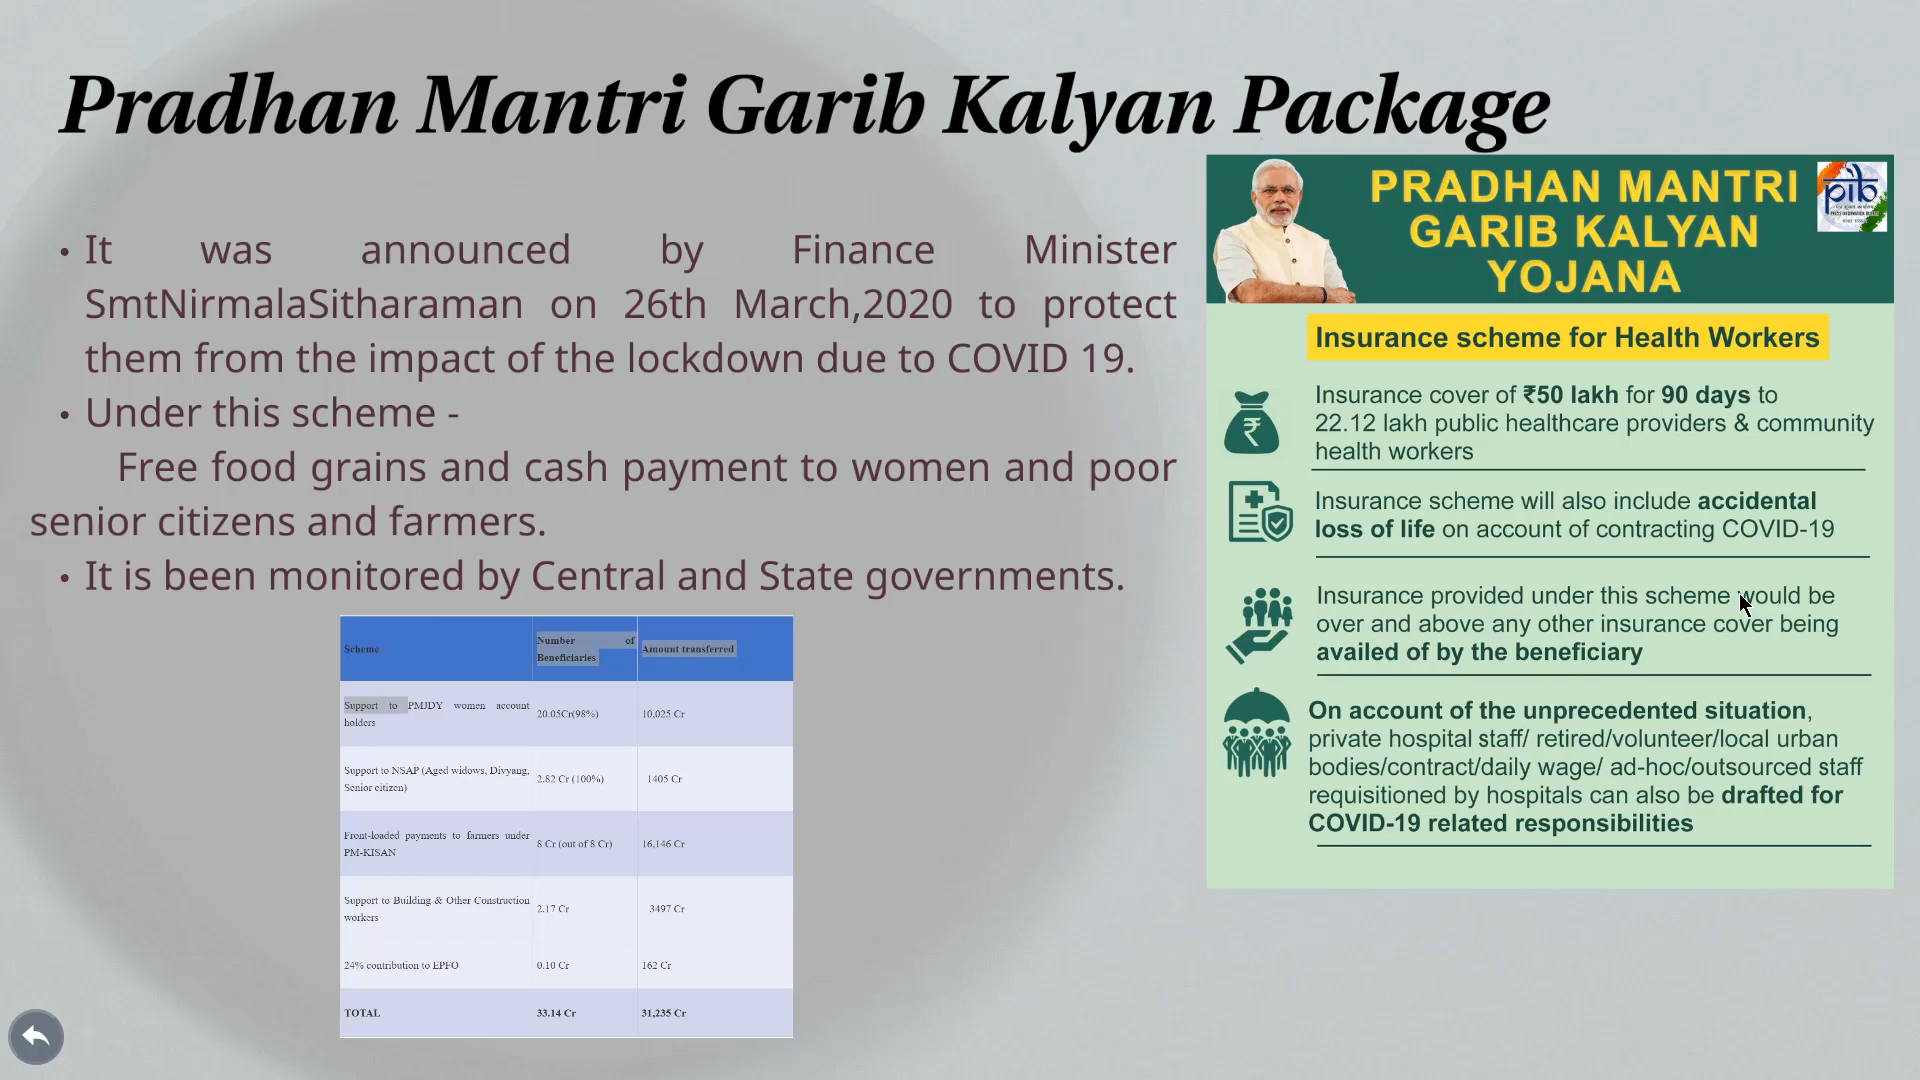 Pradhan Mantri Garib Kalyan Package
• It was announced by Finance Minister
SmtNirmalaSitharaman on 26th March,2020 to protect
them from the impact of the lockdown due to COVID 19.
• Under this scheme -
Free food grains and cash payment to women and poor
senior citizens and farmers.
• It is been monitored by Central and State governments.
Scheme
Number of
Beneficiaries
Amount transferred
Support to PMJDY women account
holders
20.05Cr(98%)
10,025 Cr
Support to NSAP (Aged widows, Divyang,
Senior citizen)
2.82 Cr (100%)
1405 Cr
Front-loaded payments to farmers under
PM-KISAN
8 Cr (out of 8 Cr)
16,146 Cr
Support to Building & Other Construction
workers
2.17 Cr
3497 Cr
24% contribution to EPFO
0.10 Cr
162 Cr
TOTAL
33.14 Cr
31,235 Cr
PRADHAN MANTRI
GARIB KALYAN
YOJANA
pib
Insurance scheme for Health Workers
Insurance cover of ₹50 lakh for 90 days to
22.12 lakh public healthcare providers & community
health workers
Insurance scheme will also include accidental
loss of life on account of contracting COVID-19
Insurance provided under this scheme would be
over and above any other insurance cover being
availed of by the beneficiary
On account of the unprecedented situation,
private hospital staff/ retired/volunteer/local urban
bodies/contract/daily wage/ ad-hoc/outsourced staff
requisitioned by hospitals can also be drafted for
COVID-19 related responsibilities